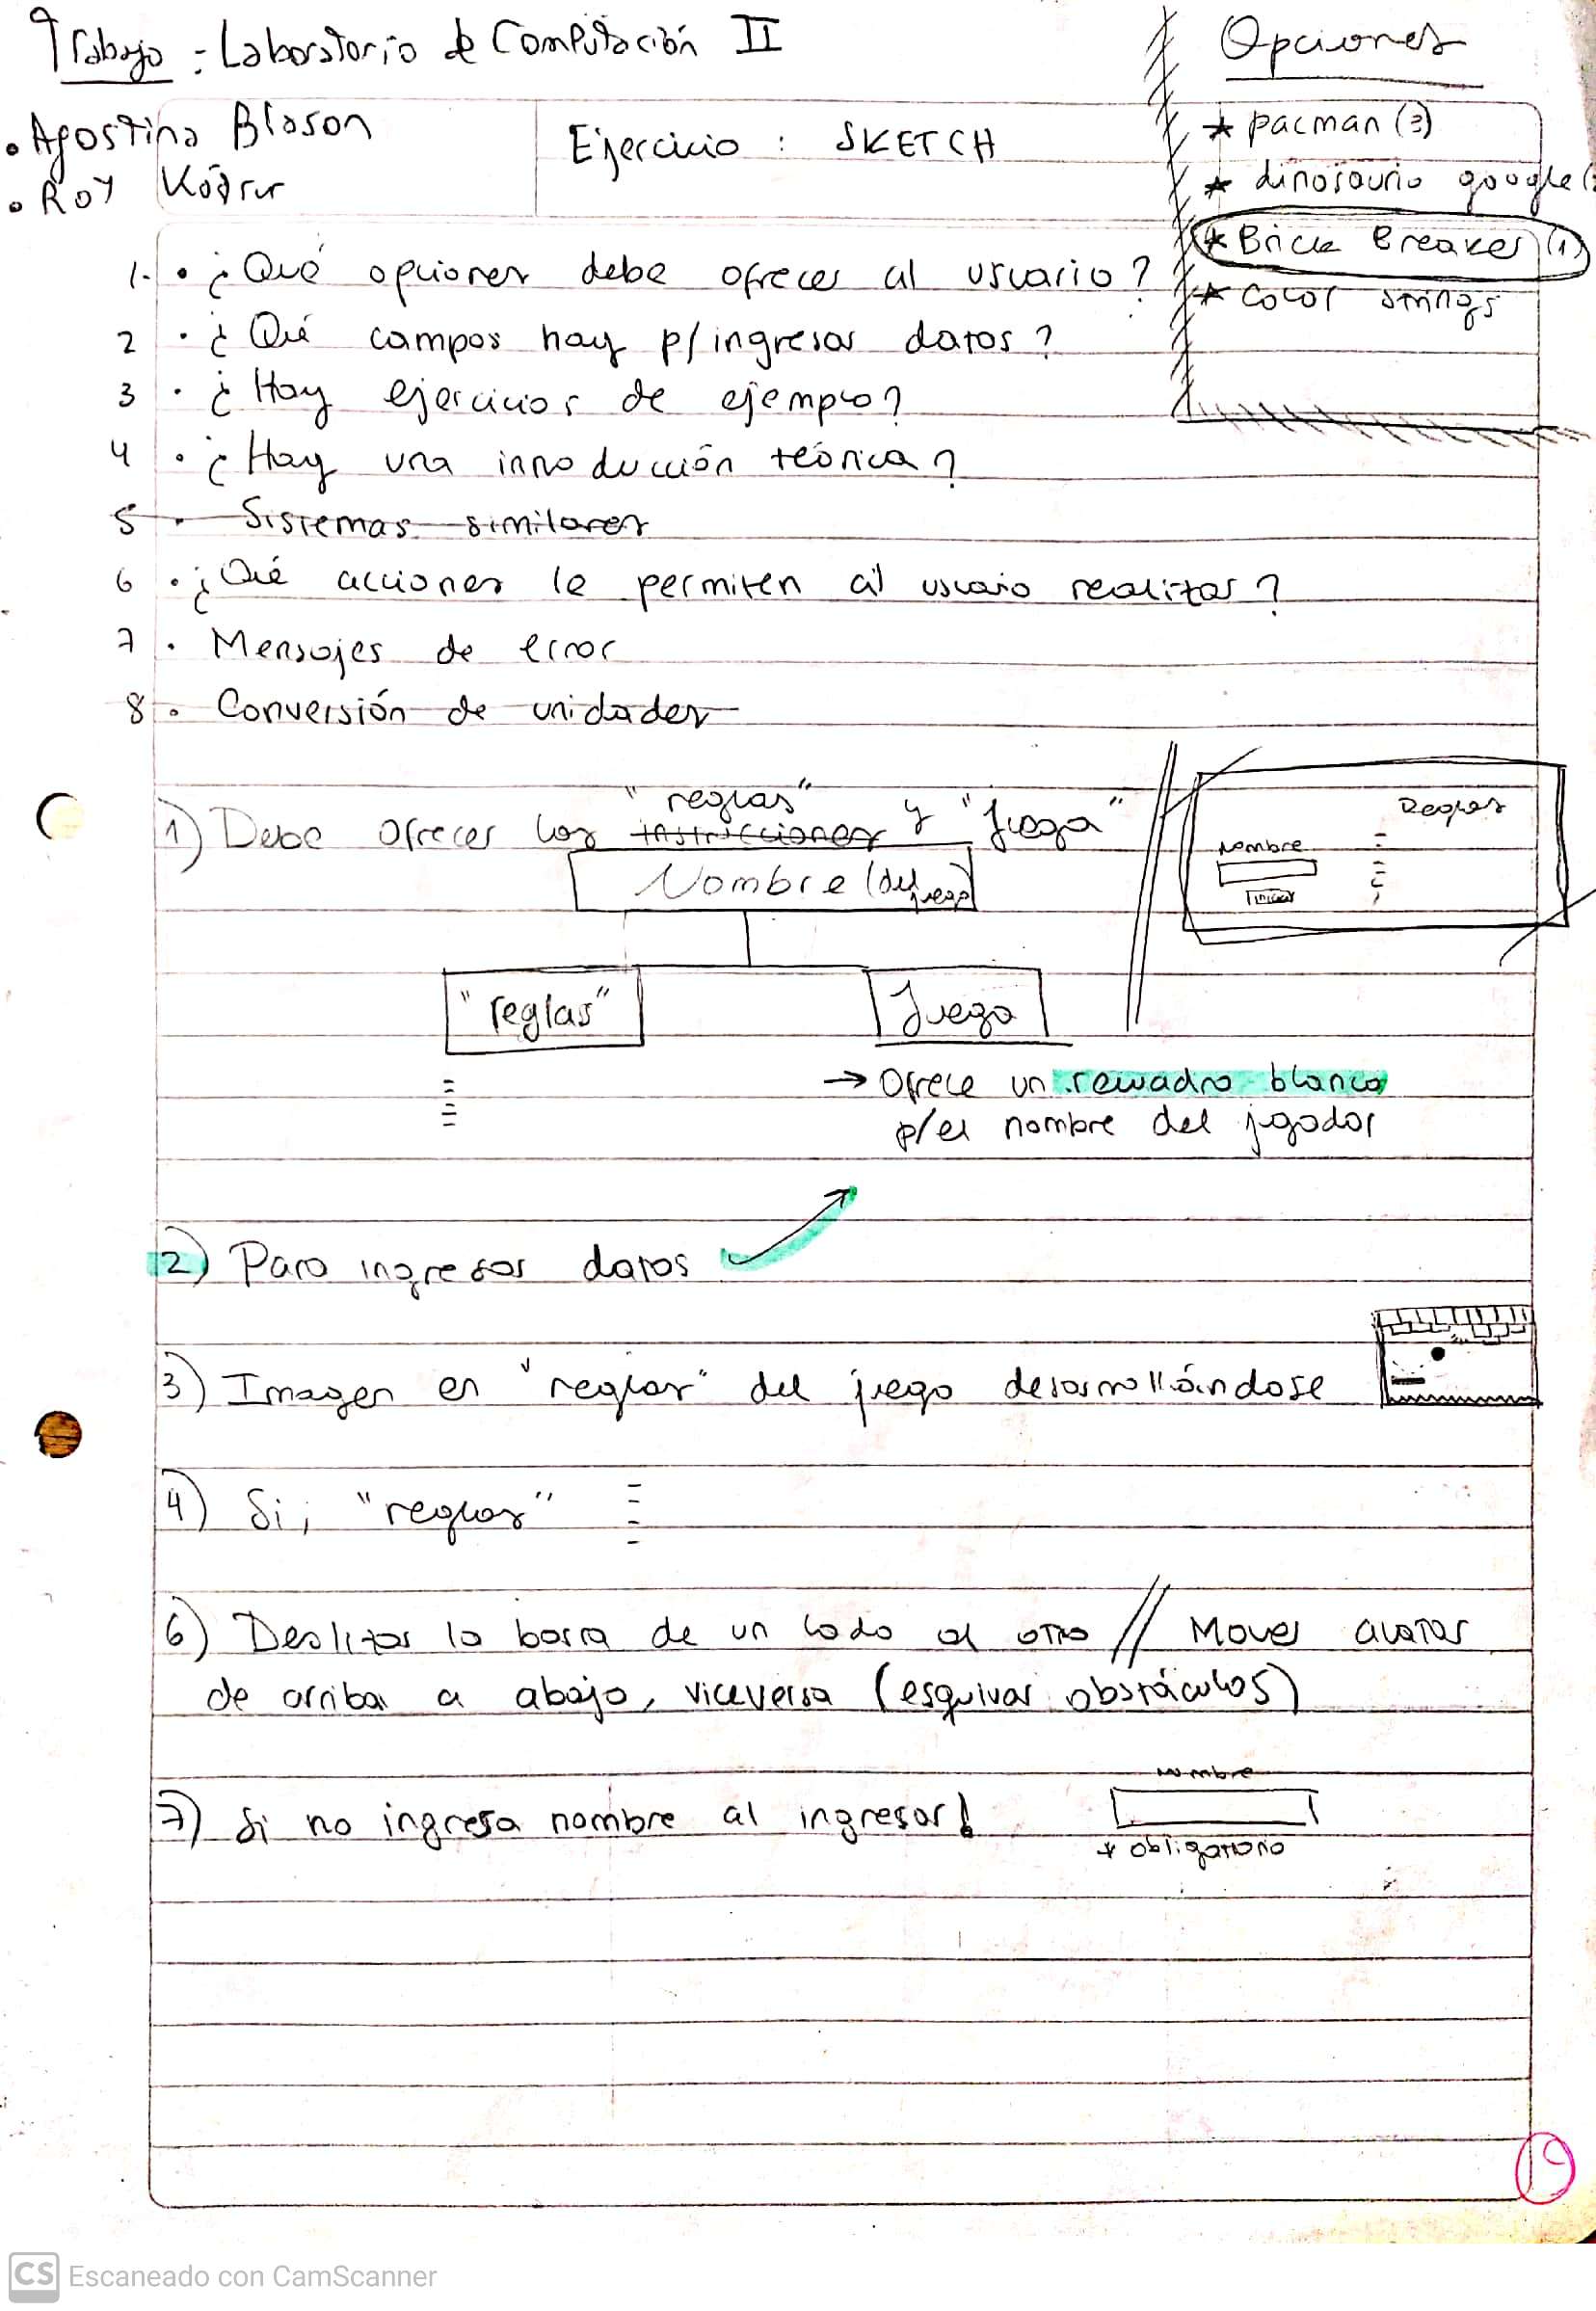 Trabajo : Laboratorio de Computación II
• Agostina Blason
• Roy
Ejercicio : SKETCH
Opciones
* pacman (3)
* dinosaurio google (
* Brick Breaker (1)
* Color
1. • ¿Qué opciones debe ofrecer al usuario?
2 • ¿Qué campos hay p/ ingresar datos?
3 • ¿Hay ejercicios de ejemplo?
4 • ¿Hay una introducción teórica?
5 • Sistemas similares
6 • ¿Qué acciones le permiten al usuario realizar?
7 • Mensajes de error
8 • Conversión de unidades
1) Debe ofrecer los instrucciones "reglas" y "juego"
Nombre (del juego)
"reglas"
Juego
Reglas
Nombre
Iniciar
→ Ofrece un recuadro blanco
p/el nombre del jugador
2) Para ingresar datos
3) Imagen en "reglas" del juego desarrollándose
4) Si, "reglas"
6) Deslizar la barra de un lado al otro // Mover avatar
de arriba a abajo, viceversa (esquivar obstáculos)
7) Si no ingresa nombre al ingresar!
Nombre
* obligatorio
19
CS Escaneado con CamScanner